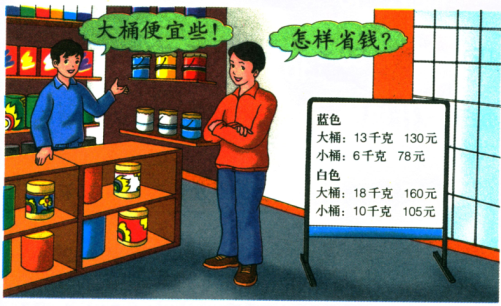 大桶便宜些！
怎样省钱？
蓝色
大桶：13千克 130元
小桶：6千克 78元
白色
大桶：18千克 160元
小桶：10千克 105元